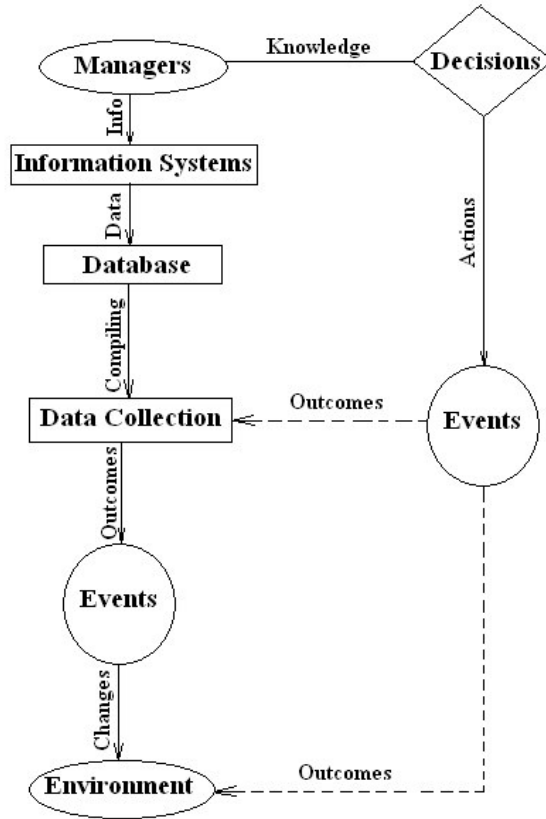 Knowledge
Managers
Decisions
Info
Information Systems
Data
Actions
Database
Compiling
Outcomes
Data Collection
Events
Outcomes
Events
Changes
Environment
Outcomes